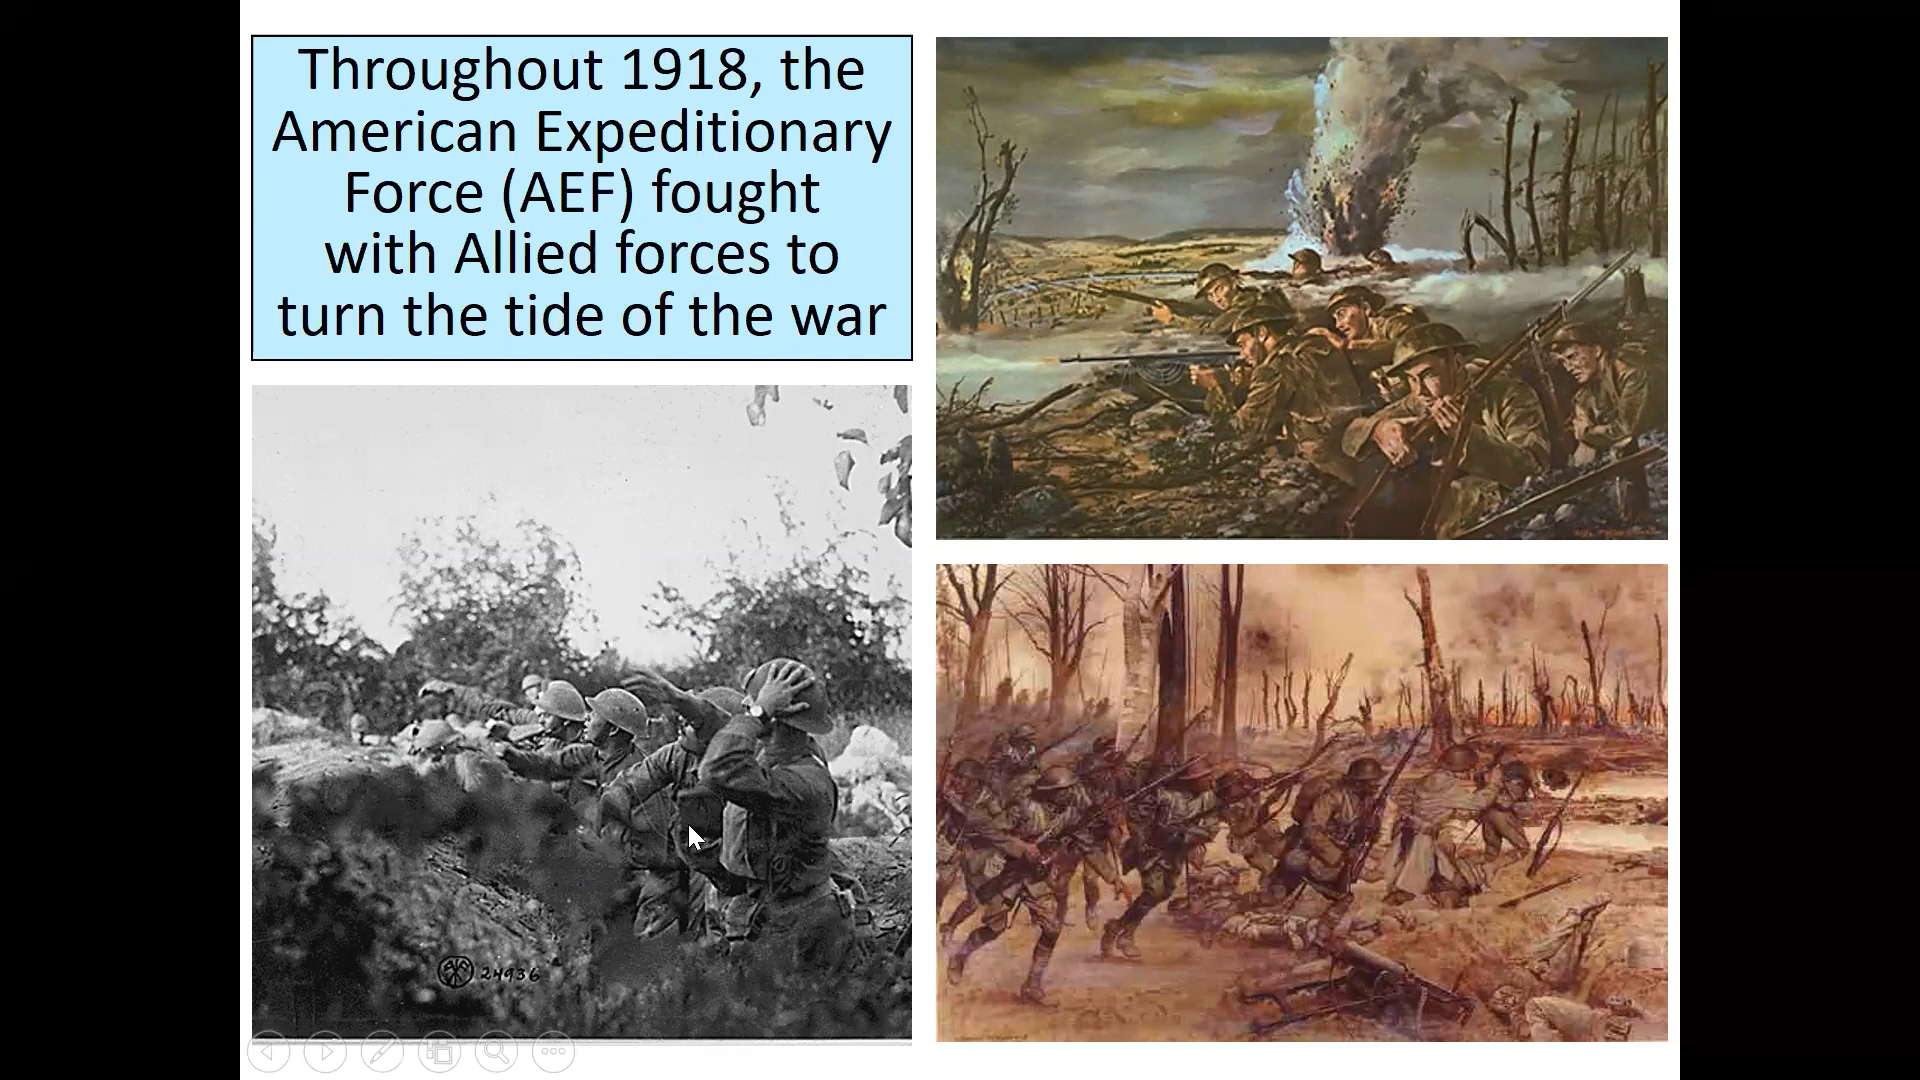 Throughout 1918, the
American Expeditionary
Force (AEF) fought
with Allied forces to
turn the tide of the war
24936